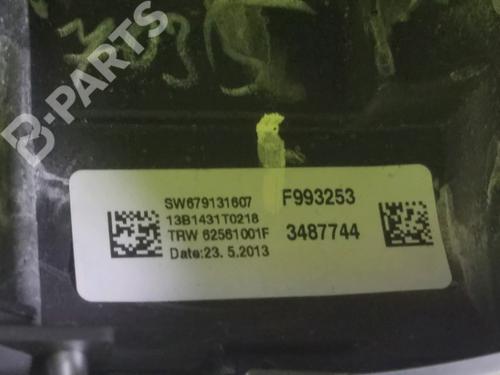 B-PARTS
SW679131607 F993253
13B1431T0218
TRW 62561001F 3487744
Date:23. 5.2013